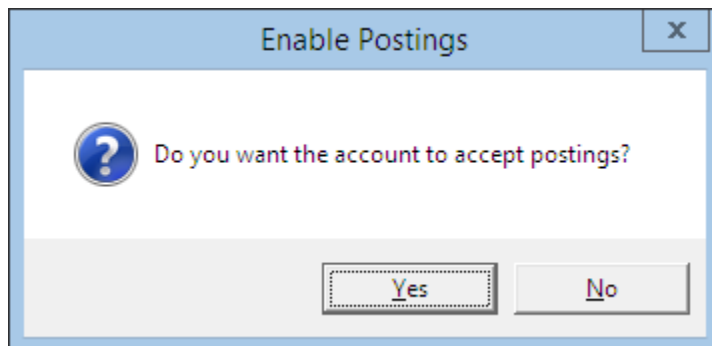 Enable Postings
x
?
Do you want the account to accept postings?
Yes
No